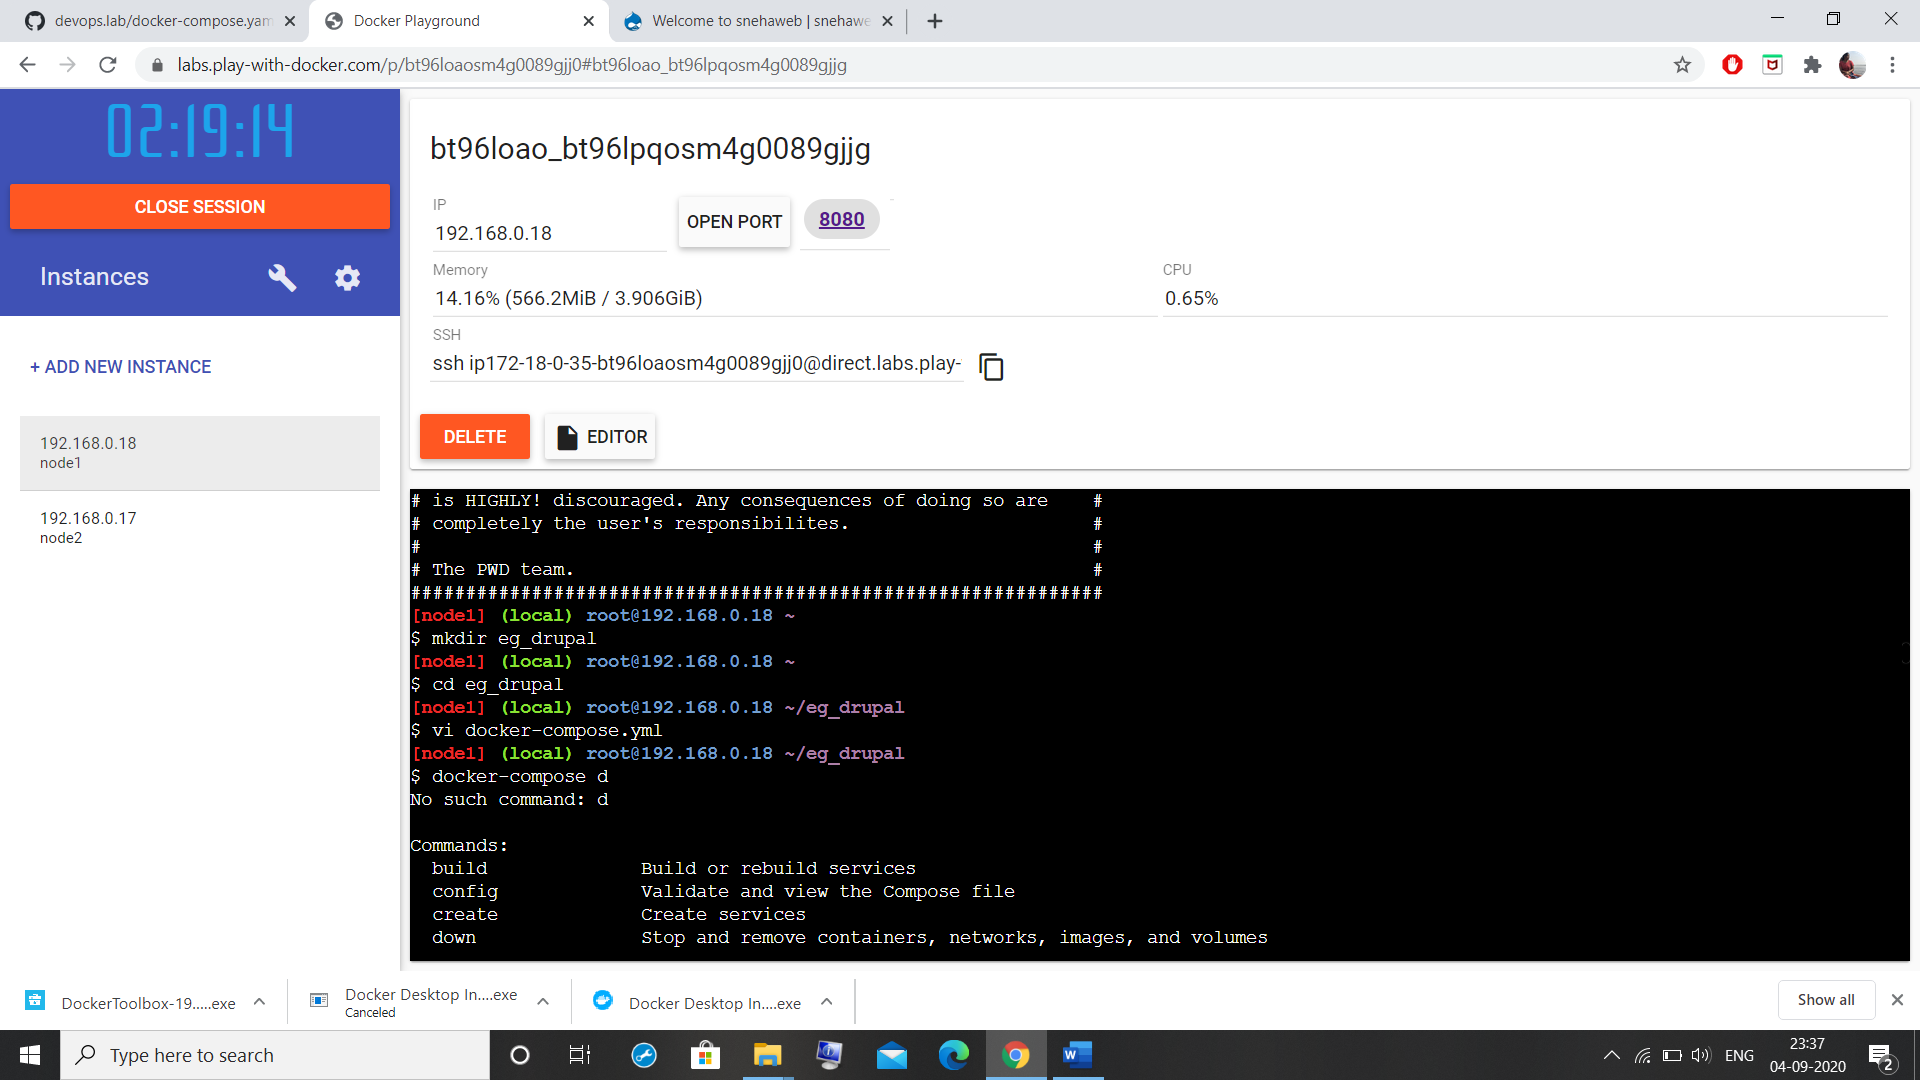 devops.lab/docker-compose.yam
Docker Playground
Welcome to snehaweb | snehawe
labs.play-with-docker.com/p/bt96loaosm4g0089gjj0#bt96loao_bt96lpqosm4g0089gjjg
02:19:14
CLOSE SESSION
Instances
+ ADD NEW INSTANCE
192.168.0.18
node1
192.168.0.17
node2
bt96loao_bt96lpqosm4g0089gjjg
IP
192.168.0.18
OPEN PORT
8080
Memory
14.16% (566.2MiB / 3.906GiB)
CPU
0.65%
SSH
ssh ip172-18-0-35-bt96loaosm4g0089gjj0@direct.labs.play-
DELETE
EDITOR
# is HIGHLY! discouraged. Any consequences of doing so are #
# completely the user's responsibilites. #
# #
# The PWD team. #
###############################################################
[node1] (local) root@192.168.0.18 ~
$ mkdir eg_drupal
[node1] (local) root@192.168.0.18 ~
$ cd eg_drupal
[node1] (local) root@192.168.0.18 ~/eg_drupal
$ vi docker-compose.yml
[node1] (local) root@192.168.0.18 ~/eg_drupal
$ docker-compose d
No such command: d
Commands:
build Build or rebuild services
config Validate and view the Compose file
create Create services
down Stop and remove containers, networks, images, and volumes
DockerToolbox-19.....exe
Docker Desktop In....exe
Canceled
Docker Desktop In....exe
Show all
Type here to search
ENG
23:37
04-09-2020
2